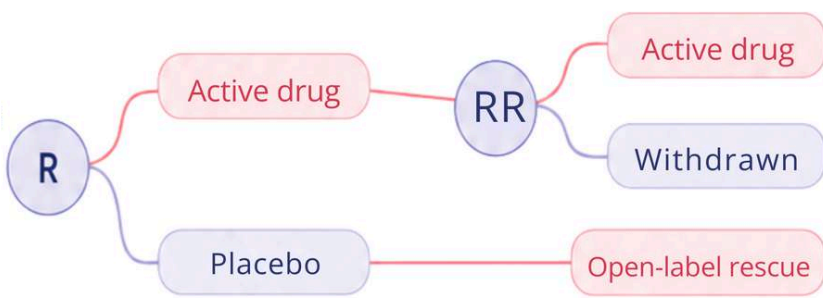 R
Active drug
RR
Active drug
Withdrawn
Placebo
Open-label rescue